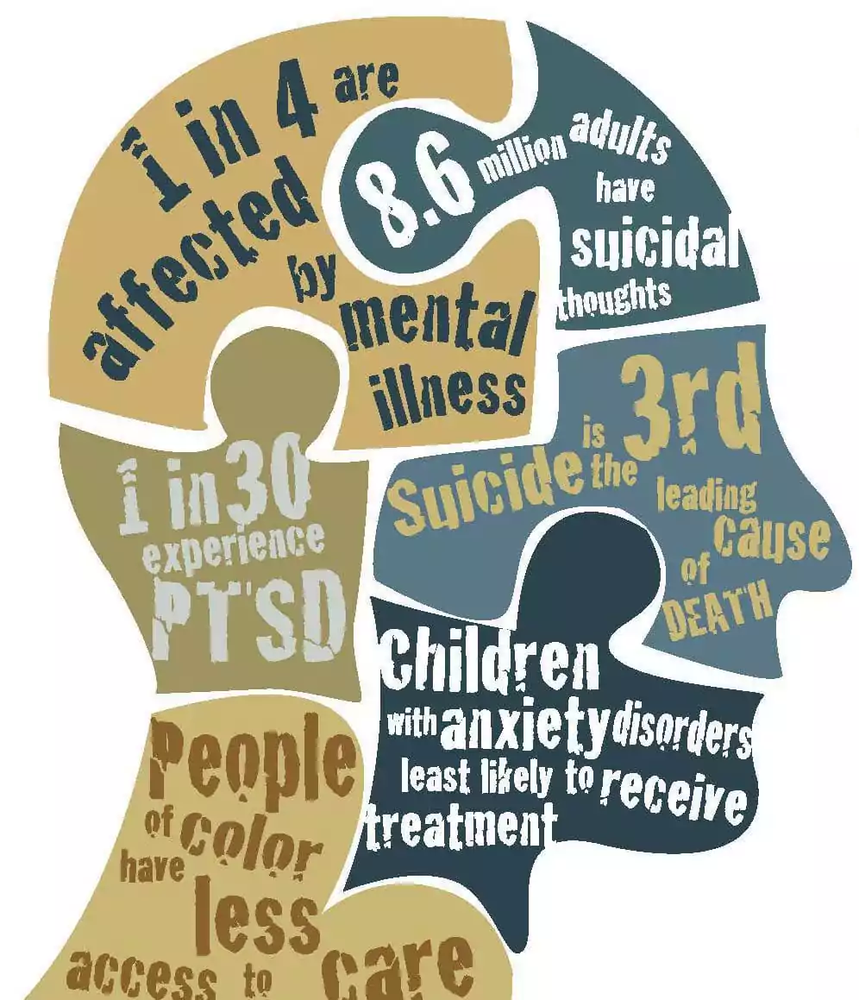 1 in 4 are
affected
by
mental
illness
8.6 million adults
have
suicidal
thoughts
1 in 30
experience
PTSD
Suicide is the 3rd
leading
cause
of
DEATH
Children
with anxiety disorders
least likely to receive
treatment
People
of color
have
less
access to care